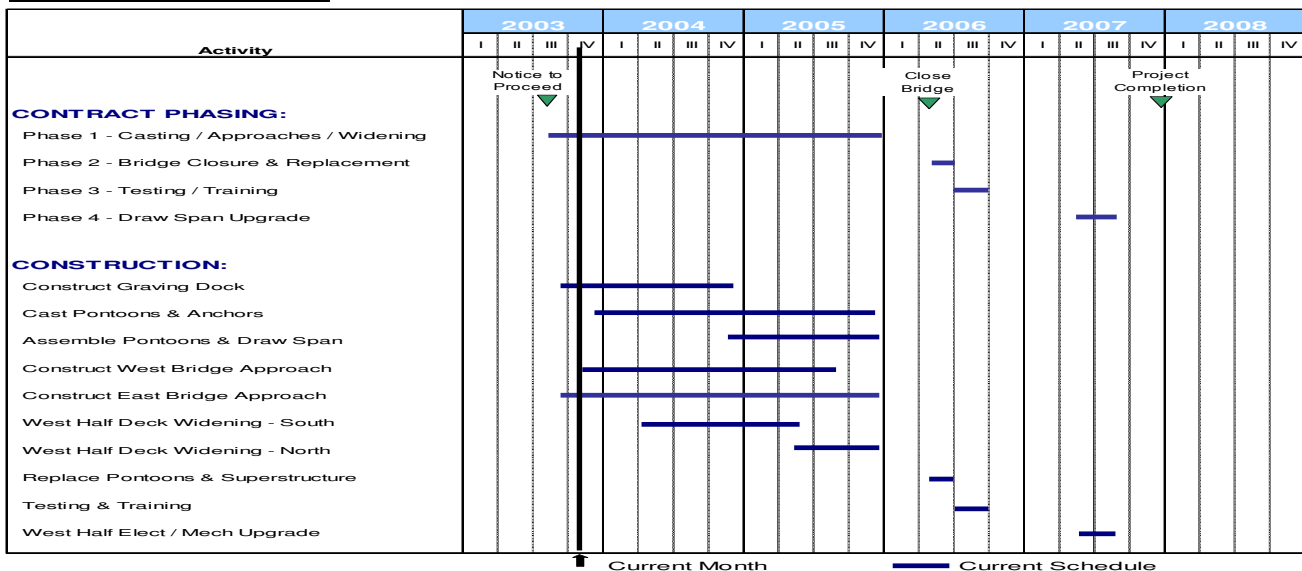 2003 2004 2005 2006 2007 2008
Activity I II III IV I II III IV I II III IV I II III IV I II III IV I II III IV
Notice to Proceed
Close Bridge
Project Completion
CONTRACT PHASING:
Phase 1 - Casting / Approaches / Widening
Phase 2 - Bridge Closure & Replacement
Phase 3 - Testing / Training
Phase 4 - Draw Span Upgrade
CONSTRUCTION:
Construct Graving Dock
Cast Pontoons & Anchors
Assemble Pontoons & Draw Span
Construct West Bridge Approach
Construct East Bridge Approach
West Half Deck Widening - South
West Half Deck Widening - North
Replace Pontoons & Superstructure
Testing & Training
West Half Elect / Mech Upgrade
Current Month Current Schedule